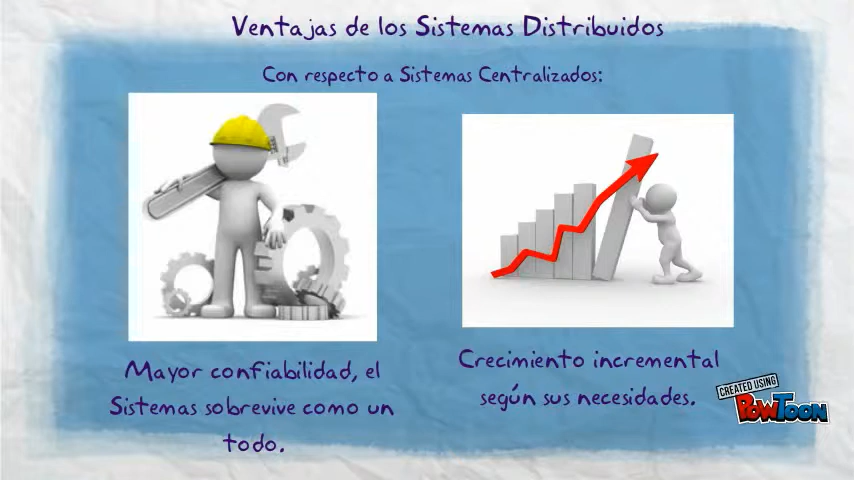 Ventajas de los Sistemas Distribuidos
Con respecto a Sistemas Centralizados:
Mayor confiabilidad, el
Sistemas sobrevive como un
todo.
Crecimiento incremental
según sus necesidades.
CREATED USING
POWTOON